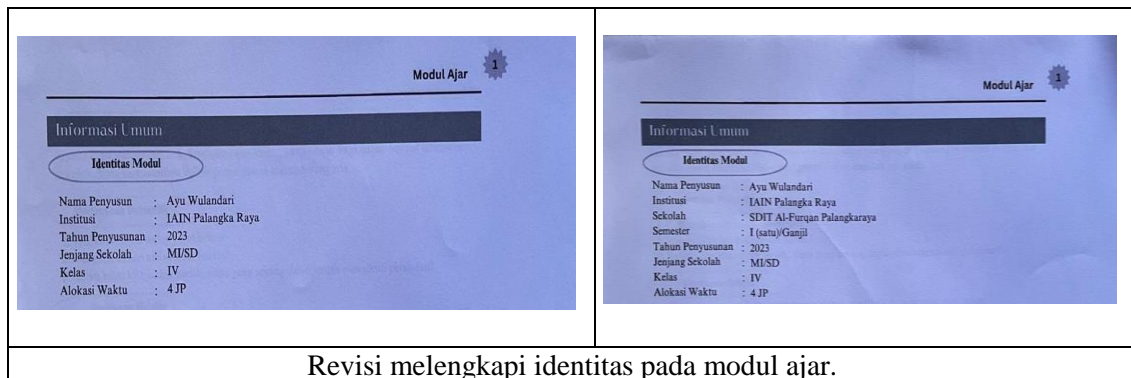 Modul Ajar 1
Informasi Umum
Identitas Modul
Nama Penyusun : Ayu Wulandari
Institusi : IAIN Palangka Raya
Tahun Penyusunan : 2023
Jenjang Sekolah : MI/SD
Kelas : IV
Alokasi Waktu : 4 JP
Modul Ajar 1
Informasi Umum
Identitas Modul
Nama Penyusun : Ayu Wulandari
Institusi : IAIN Palangka Raya
Sekolah : SDIT Al-Furqan Palangkaraya
Semester : I (satu)/Ganjil
Tahun Penyusunan : 2023
Jenjang Sekolah : MI/SD
Kelas : IV
Alokasi Waktu : 4 JP
Revisi melengkapi identitas pada modul ajar.